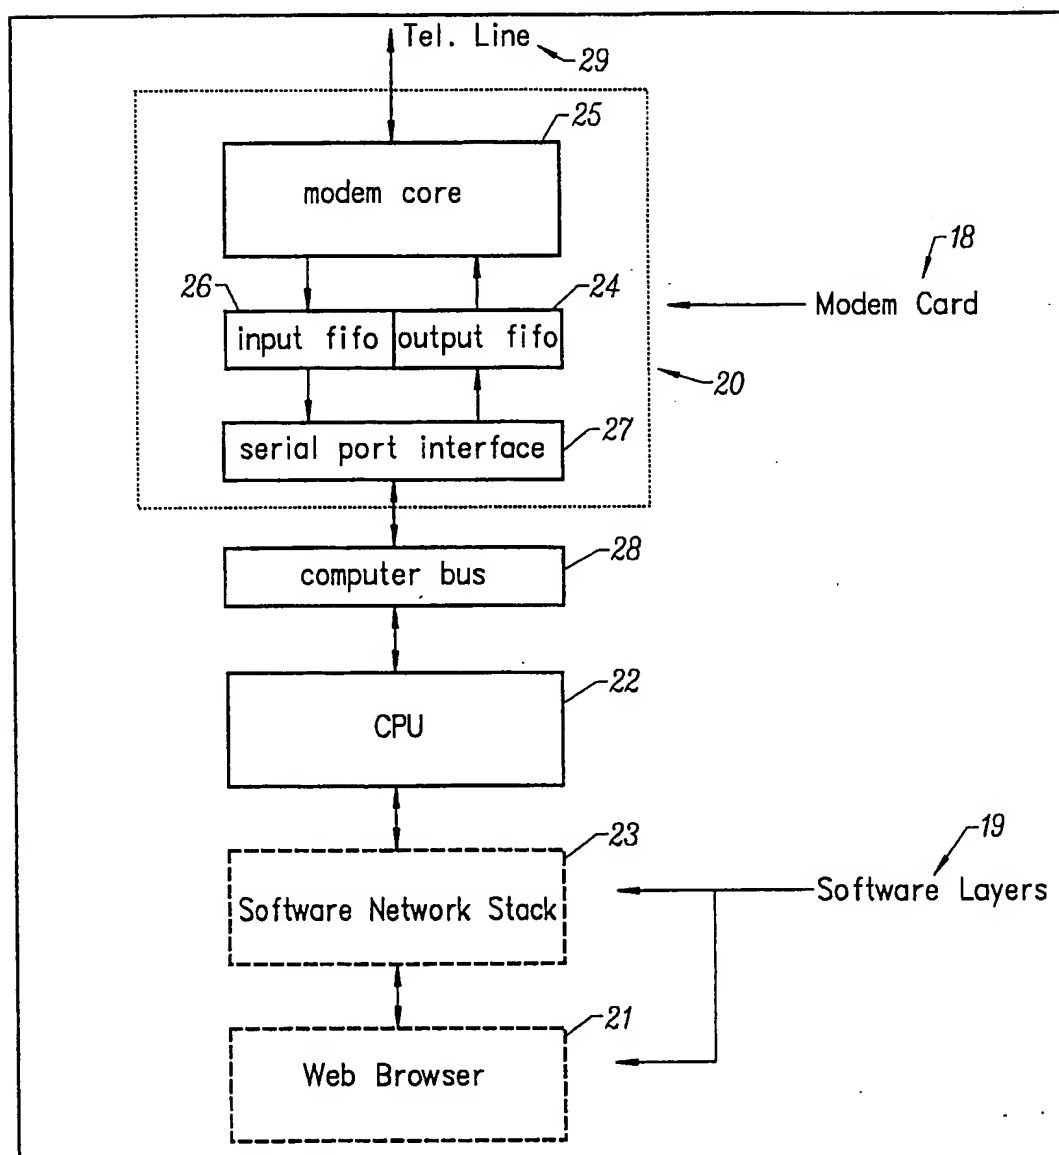 Tel. Line
29
25
modem core
18
26
24
Modem Card
input fifo
output fifo
20
27
serial port interface
28
computer bus
22
CPU
23
19
Software Network Stack
Software Layers
21
Web Browser